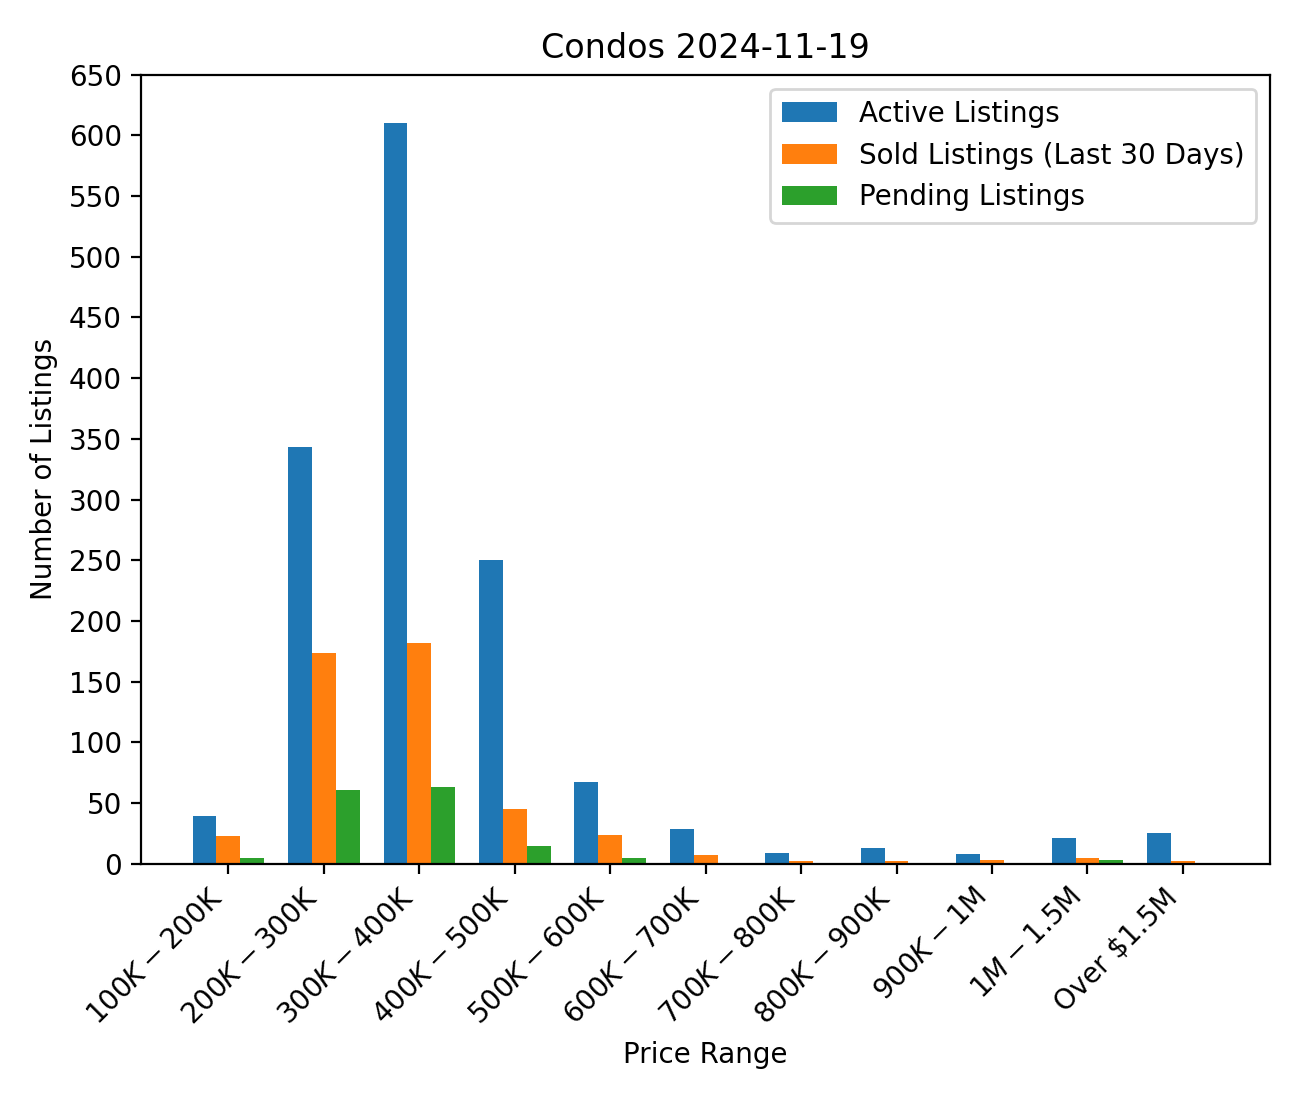 Condos 2024-11-19
650
600
550
500
450
400
350
300
250
200
150
100
50
0
Number of Listings
Active Listings
Sold Listings (Last 30 Days)
Pending Listings
100K − 200K
200K − 300K
300K − 400K
400K − 500K
500K − 600K
600K − 700K
700K − 800K
800K − 900K
900K − 1M
1M − 1.5M
Over $1.5M
Price Range